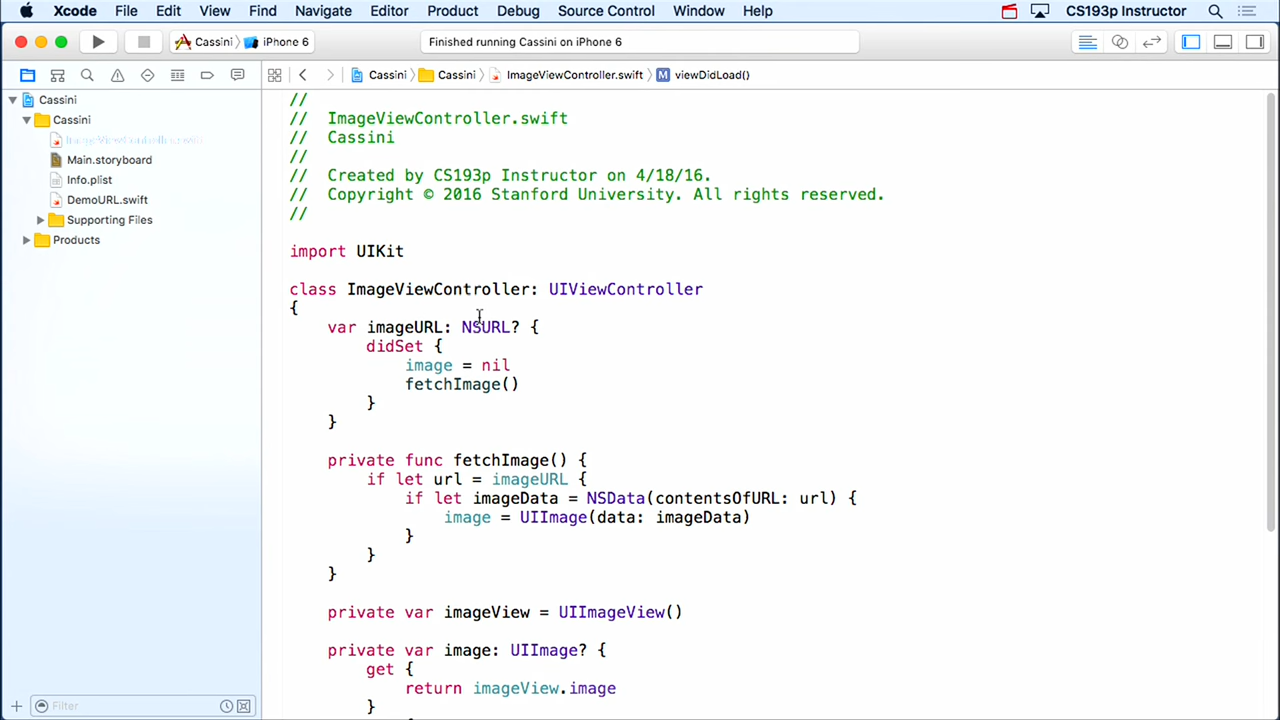 Xcode File Edit View Find Navigate Editor Product Debug Source Control Window Help CS193p Instructor
Cassini iPhone 6 Finished running Cassini on iPhone 6
Cassini Cassini ImageViewController.swift M viewDidLoad()
Cassini
Cassini
ImageViewController.swift
Main.storyboard
Info.plist
DemoURL.swift
Supporting Files
Products
Filter
//
// ImageViewController.swift
// Cassini
//
// Created by CS193p Instructor on 4/18/16.
// Copyright © 2016 Stanford University. All rights reserved.
//
import UIKit
class ImageViewController: UIViewController
{
var imageURL: NSURL? {
didSet {
image = nil
fetchImage()
}
}
private func fetchImage() {
if let url = imageURL {
if let imageData = NSData(contentsOfURL: url) {
image = UIImage(data: imageData)
}
}
}
private var imageView = UIImageView()
private var image: UIImage? {
get {
return imageView.image
}